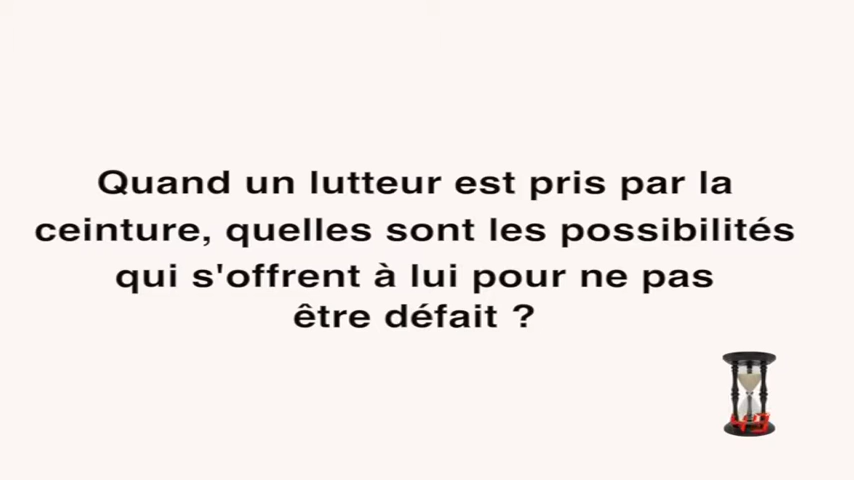 Quand un lutteur est pris par la
ceinture, quelles sont les possibilités
qui s'offrent à lui pour ne pas
être défait ?